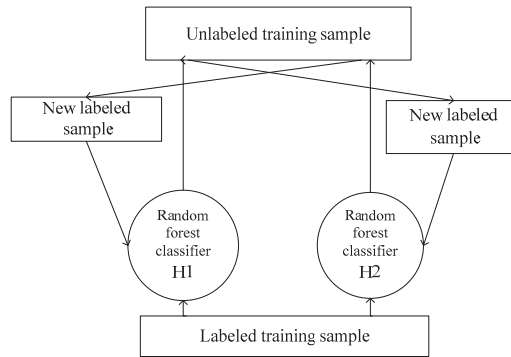 Unlabeled training sample
New labeled
sample
New labeled
sample
Random
forest
classifier
H1
Random
forest
classifier
H2
Labeled training sample